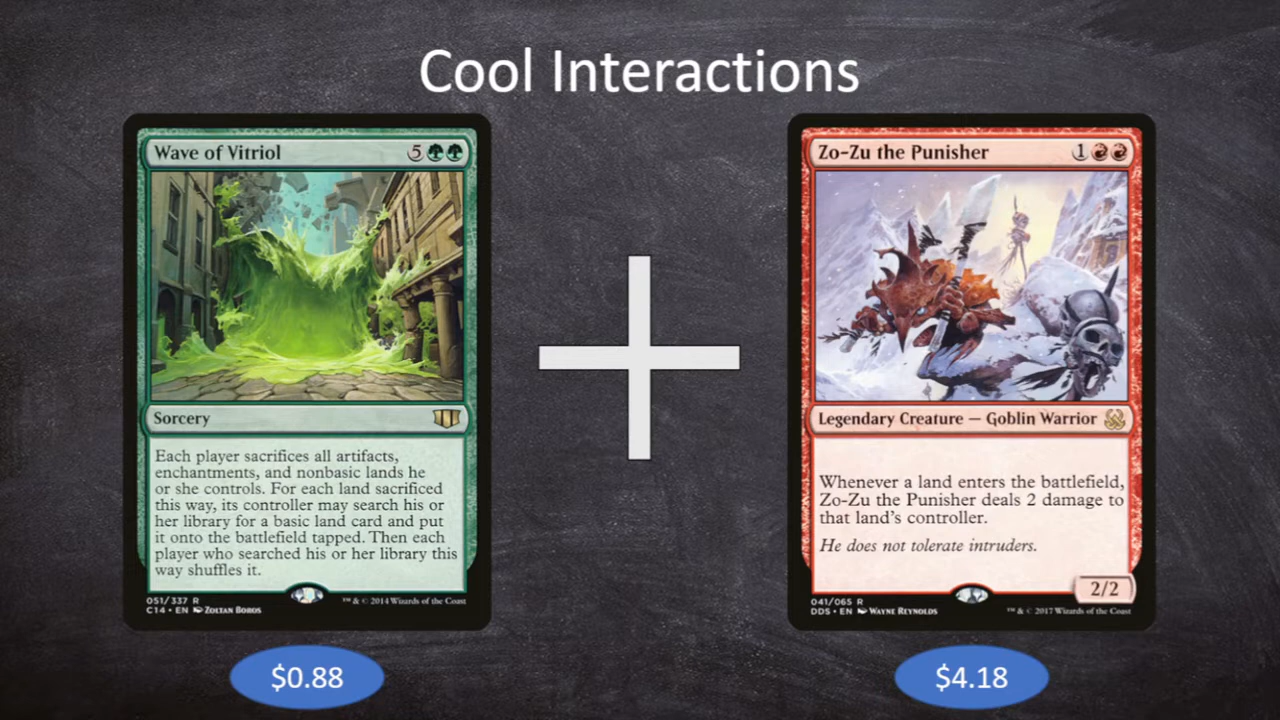 Cool Interactions
Wave of Vitriol 5
Sorcery
Each player sacrifices all artifacts,
enchantments, and nonbasic lands he
or she controls. For each land sacrificed
this way, its controller may search his or
her library for a basic land card and put
it onto the battlefield tapped. Then each
player who searched his or her library this
way shuffles it.
051/337 R
C14 • EN Zoltan Boros
™ & © 2014 Wizards of the Coast
$0.88
Zo-Zu the Punisher 1
Legendary Creature — Goblin Warrior
Whenever a land enters the battlefield,
Zo-Zu the Punisher deals 2 damage to
that land's controller.
He does not tolerate intruders.
2/2
041/065 R
DDS • EN Wayne Reynolds
™ & © 2017 Wizards of the Coast
$4.18